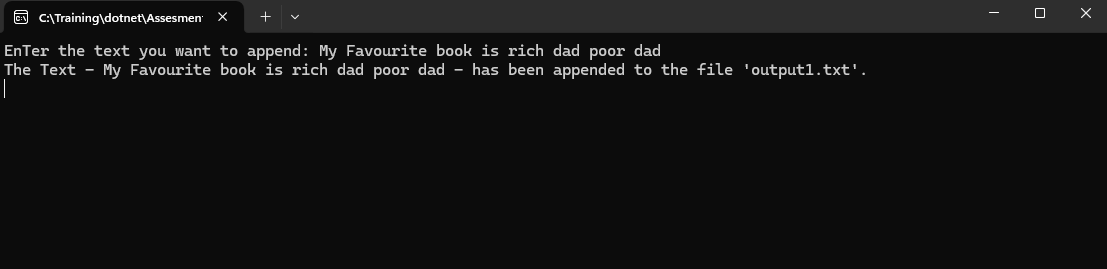 C:\Training\dotnet\Assesmen
EnTer the text you want to append: My Favourite book is rich dad poor dad
The Text - My Favourite book is rich dad poor dad - has been appended to the file 'output1.txt'.